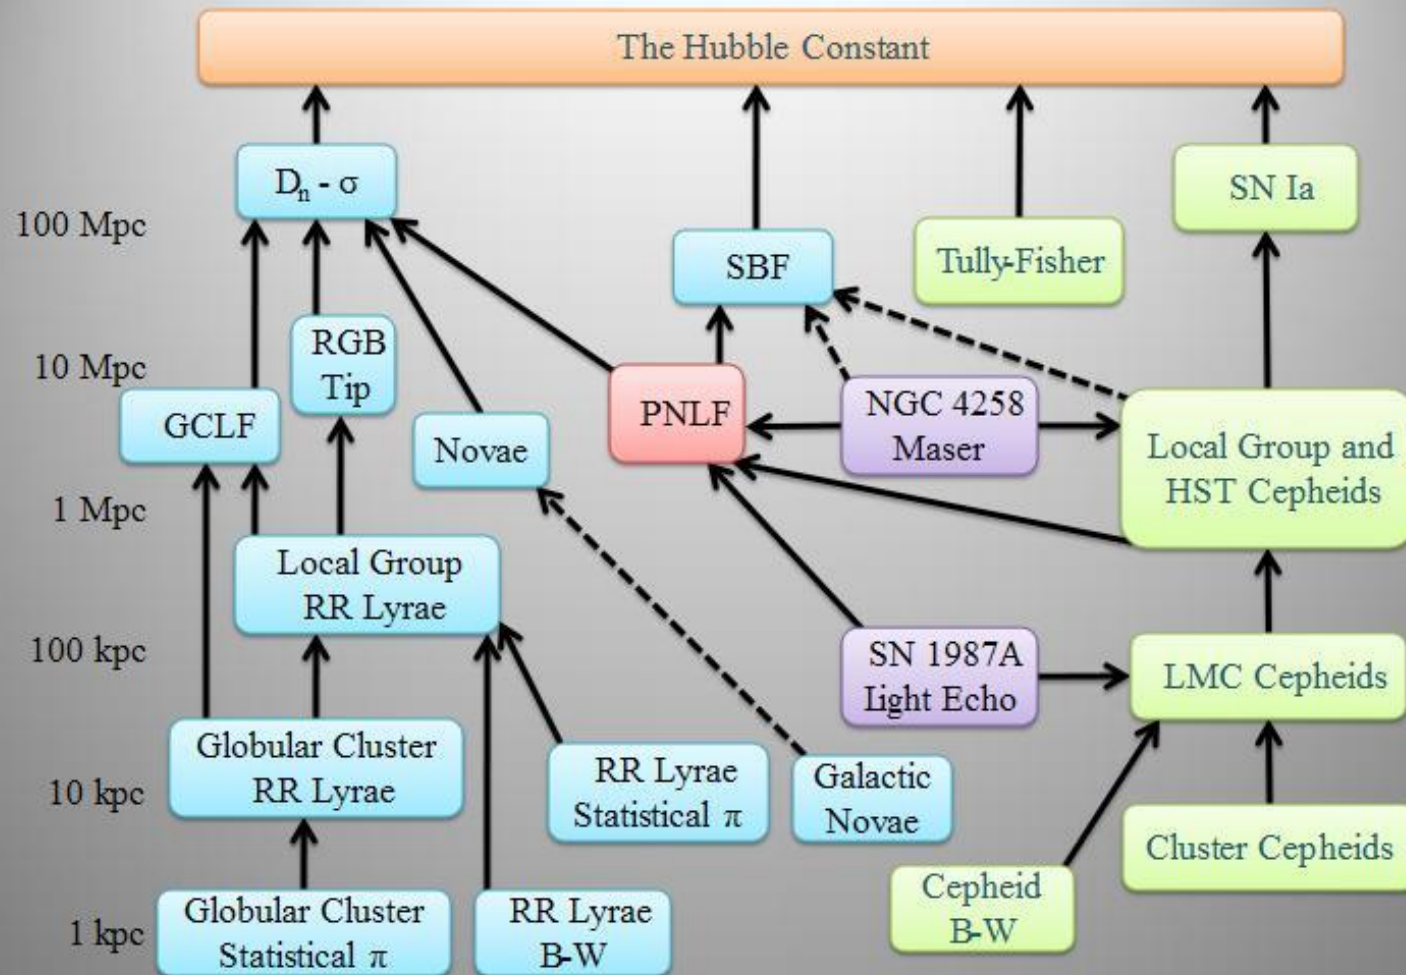 The Hubble Constant
Dₙ - σ
SN Ia
100 Mpc
SBF
Tully-Fisher
RGB
Tip
10 Mpc
GCLF
Novae
PNLF
NGC 4258
Maser
Local Group and
HST Cepheids
1 Mpc
Local Group
RR Lyrae
100 kpc
SN 1987A
Light Echo
LMC Cepheids
Globular Cluster
RR Lyrae
RR Lyrae
Statistical π
Galactic
Novae
10 kpc
Cluster Cepheids
Cepheid
B-W
Globular Cluster
Statistical π
RR Lyrae
B-W
1 kpc